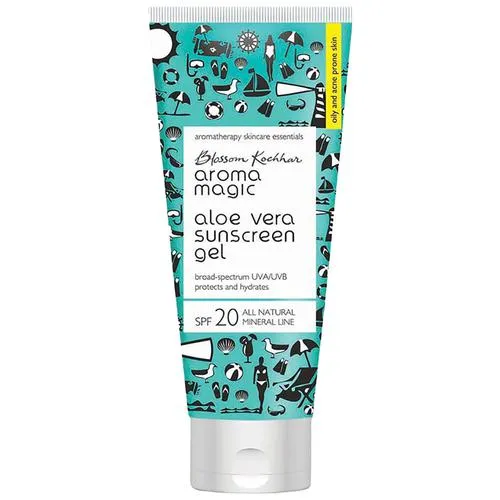 oily and acne prone skin
aromatherapy skincare essentials
Blossom Kochhar
aroma
magic
aloe vera
sunscreen
gel
broad-spectrum UVA/UVB
protects and hydrates
SPF 20 ALL NATURAL
MINERAL LINE